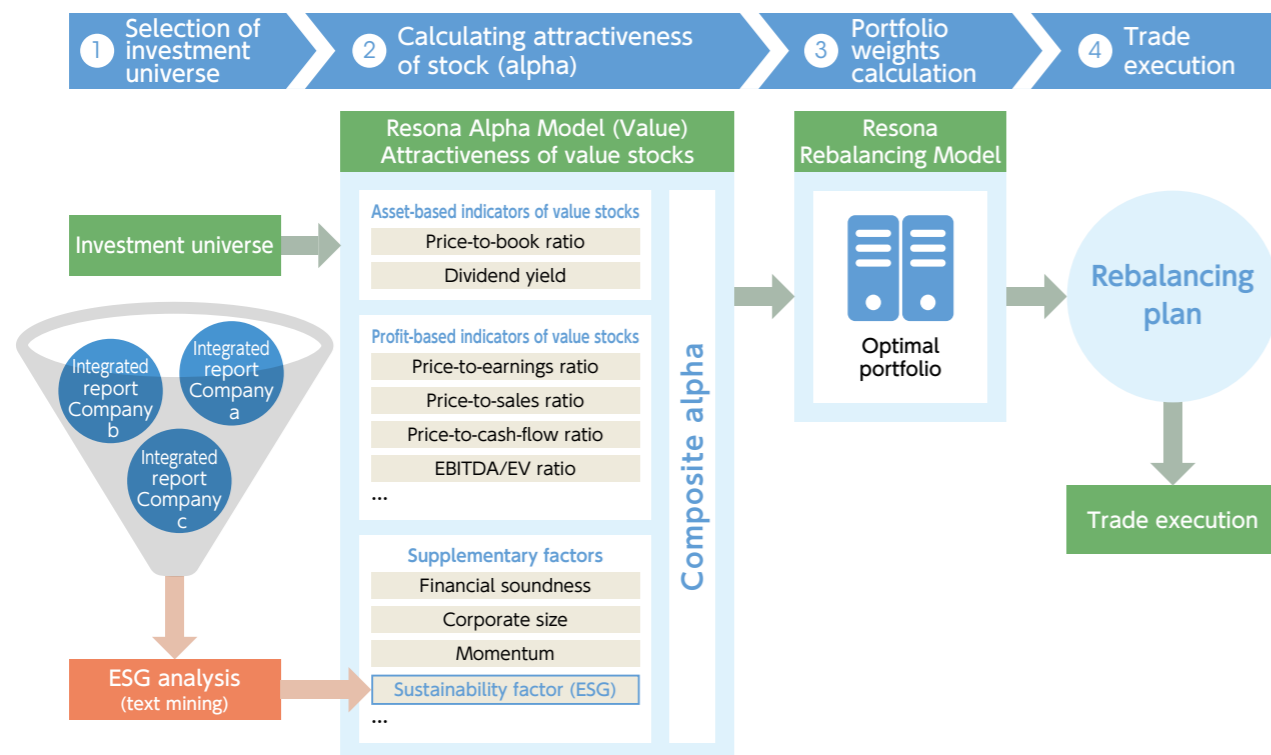 1
Selection of
investment
universe
2
Calculating attractiveness
of stock (alpha)
3
Portfolio
weights
calculation
4
Trade
execution
Investment universe
Integrated
report
Company
a
Integrated
report
Company
b
Integrated
report
Company
c
ESG analysis
(text mining)
Resona Alpha Model (Value)
Attractiveness of value stocks
Asset-based indicators of value stocks
Price-to-book ratio
Dividend yield
Profit-based indicators of value stocks
Price-to-earnings ratio
Price-to-sales ratio
Price-to-cash-flow ratio
EBITDA/EV ratio
...
Supplementary factors
Financial soundness
Corporate size
Momentum
Sustainability factor (ESG)
...
Composite alpha
Resona
Rebalancing Model
Optimal
portfolio
Rebalancing
plan
Trade execution